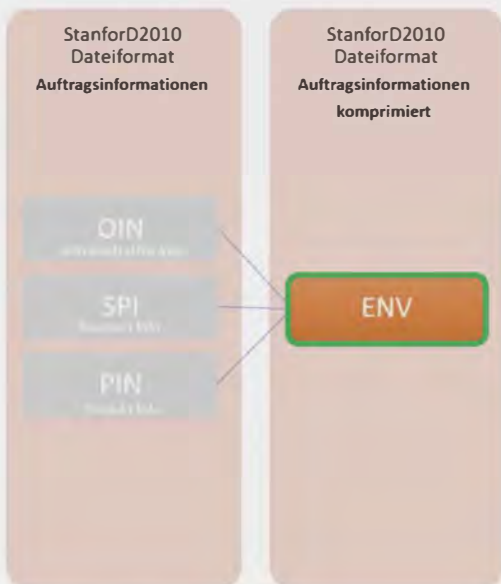 StanforD2010
Dateiformat
Auftragsinformationen
StanforD2010
Dateiformat
Auftragsinformationen
komprimiert
OIN
SPI
PIN
ENV